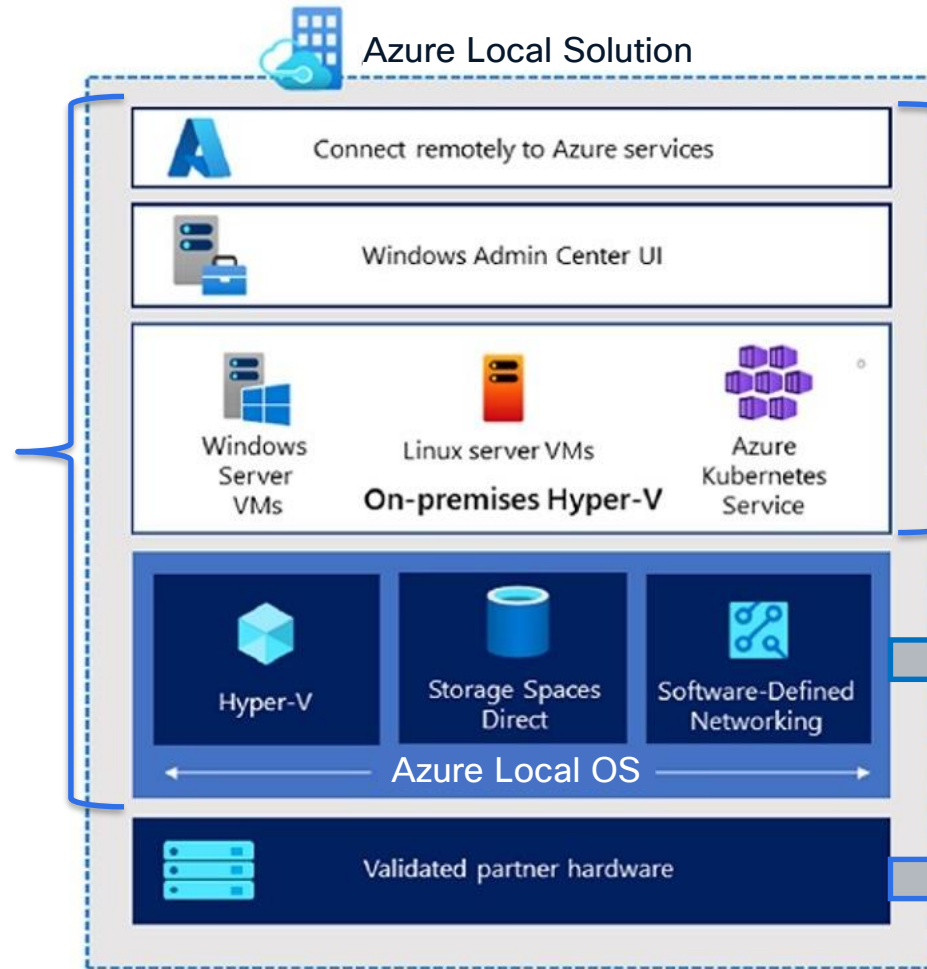 Azure Local Solution
Connect remotely to Azure services
Windows Admin Center UI
Windows
Server
VMs
Linux server VMs
On-premises Hyper-V
Azure
Kubernetes
Service
Hyper-V
Storage Spaces
Direct
Software-Defined
Networking
Azure Local OS
Validated partner hardware